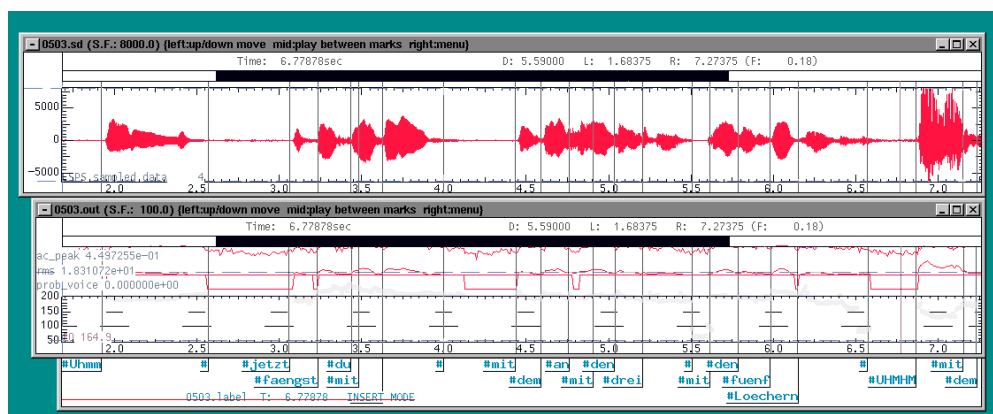 0503.sd (S.F.: 8000.0) {left:up/down move mid:play between marks right:menu}
Time: 6.77878sec D: 5.59000 L: 1.68375 R: 7.27375 (F: 0.18)
5000
0
-5000
ESPS sampled_data 4
2.0 2.5 3.0 3.5 4.0 4.5 5.0 5.5 6.0 6.5 7.0
0503.out (S.F.: 100.0) {left:up/down move mid:play between marks right:menu}
Time: 6.77878sec D: 5.59000 L: 1.68375 R: 7.27375 (F: 0.18)
ac_peak 4.497255e-01
rms 1.831072e+01
prob_voice 0.000000e+00
200
150
100
50 F0 164.9
2.0 2.5 3.0 3.5 4.0 4.5 5.0 5.5 6.0 6.5 7.0
#Uhmm # #jetzt #du # #mit #an #den # #den # #mit
#faengst #mit #dem #mit #drei #mit #fuenf #UHMHM #dem
0503.label T: 6.77878 INSERT MODE #Loechern